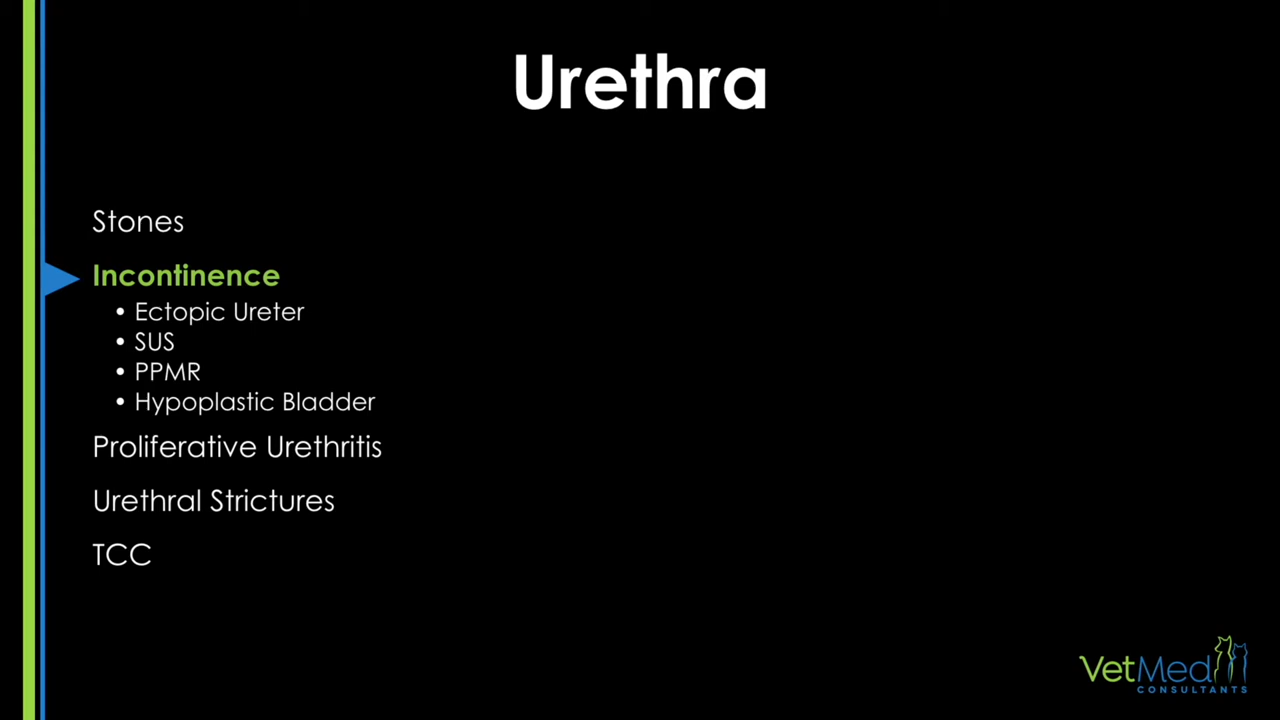 Urethra
Stones
Incontinence
• Ectopic Ureter
• SUS
• PPMR
• Hypoplastic Bladder
Proliferative Urethritis
Urethral Strictures
TCC
VetMed
CONSULTANTS